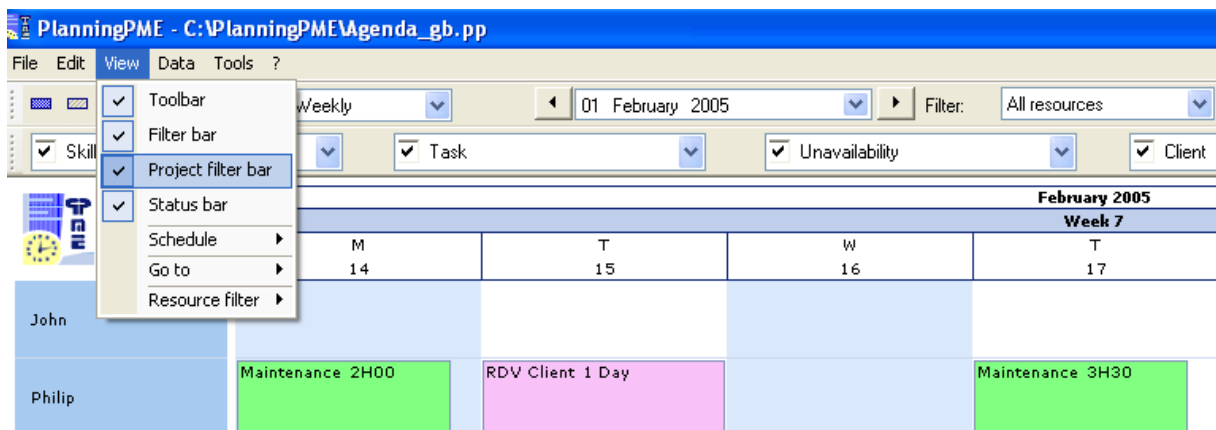 PlanningPME - C:\PlanningPME\Agenda_gb.pp
File Edit View Data Tools ?
Toolbar
Weekly 01 February 2005 Filter: All resources
Filter bar
Task Unavailability Client
Project filter bar
Status bar
Schedule
Go to
Resource filter
PME
February 2005
Week 7
M T W T
14 15 16 17
John
Philip
Maintenance 2H00 RDV Client 1 Day Maintenance 3H30